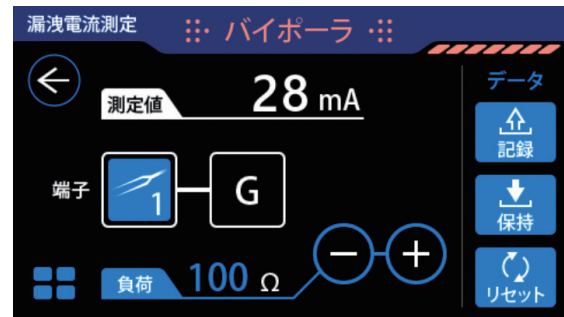 漏洩電流測定
バイポーラ
測定値 28 mA
データ
記録
端子 1 G
保持
負荷 100 Ω
リセット